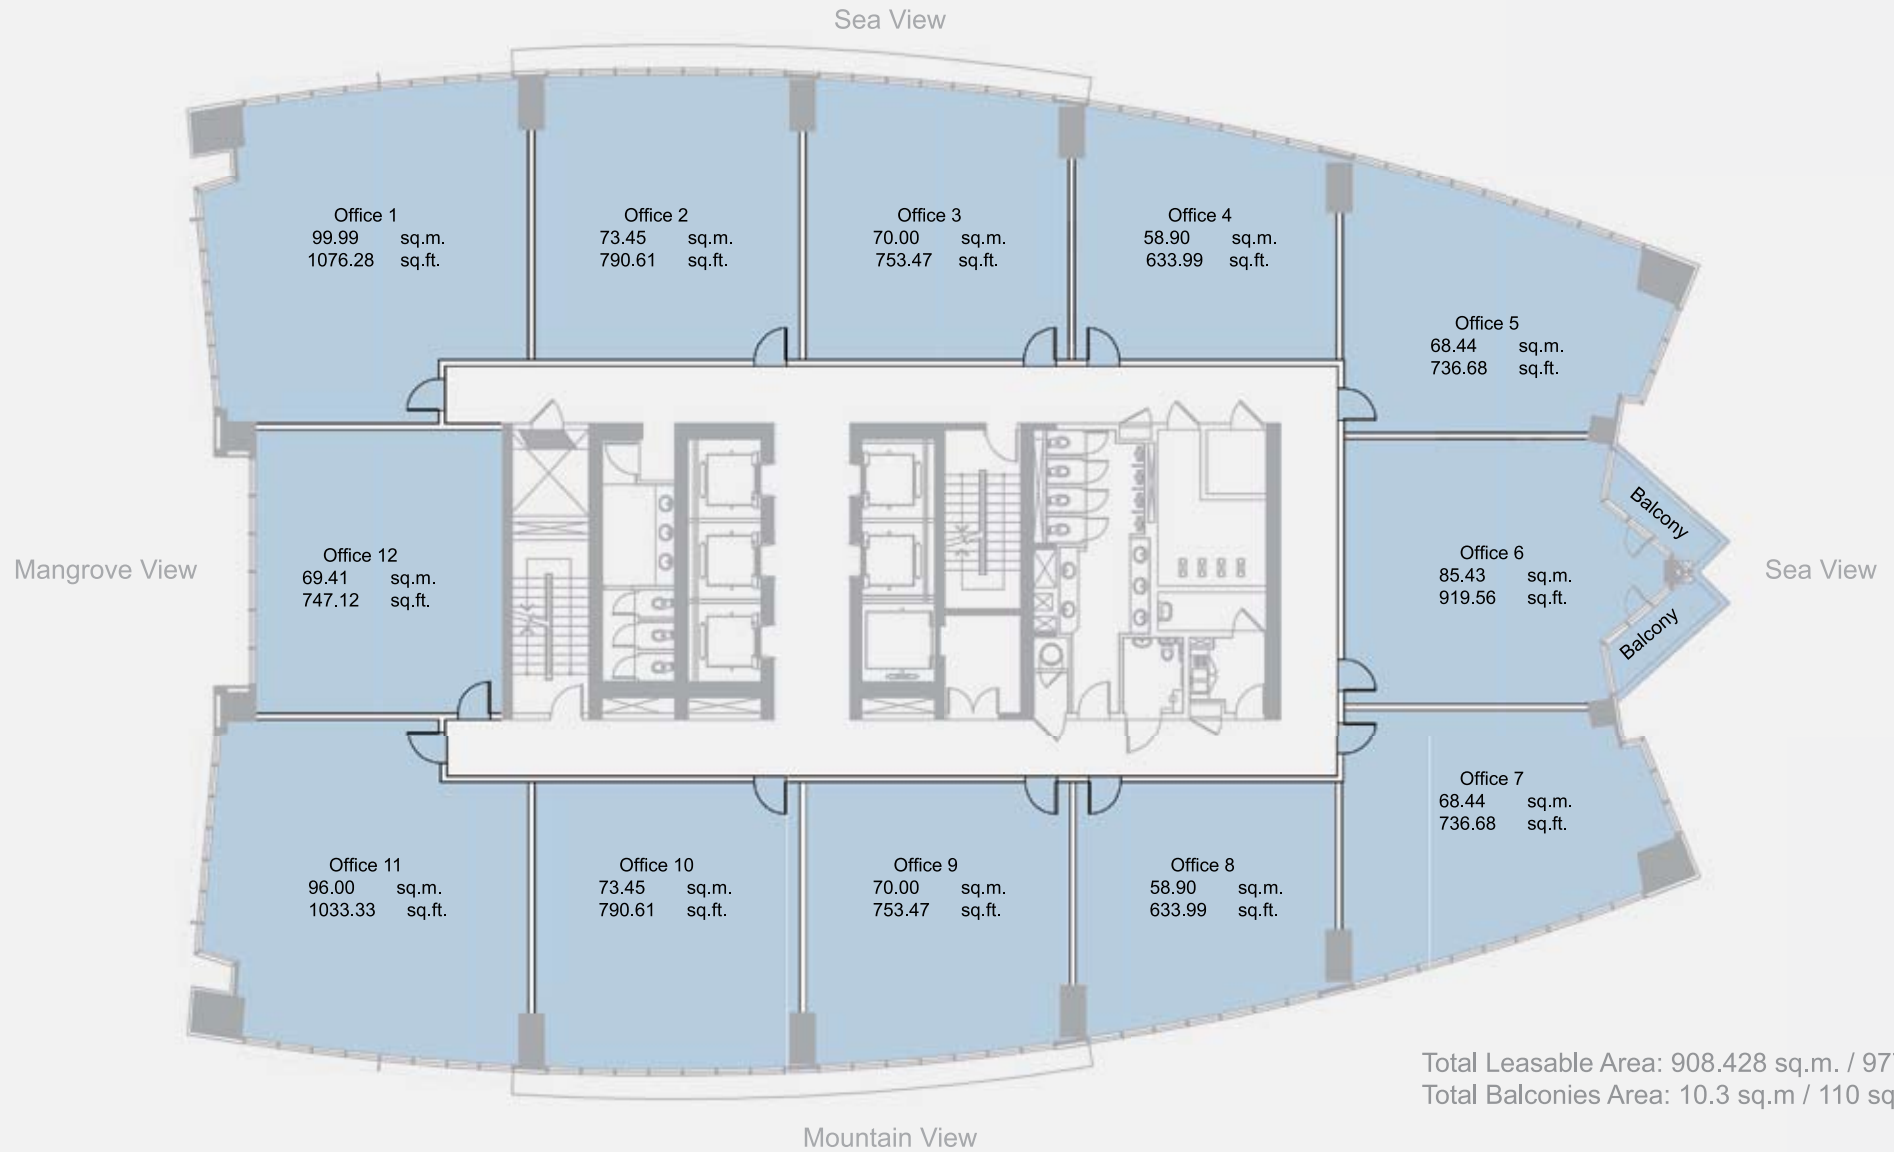 Sea View
Office 1
99.99 sq.m.
1076.28 sq.ft.
Office 2
73.45 sq.m.
790.61 sq.ft.
Office 3
70.00 sq.m.
753.47 sq.ft.
Office 4
58.90 sq.m.
633.99 sq.ft.
Office 5
68.44 sq.m.
736.68 sq.ft.
Mangrove View
Office 12
69.41 sq.m.
747.12 sq.ft.
Office 6
85.43 sq.m.
919.56 sq.ft.
Balcony
Balcony
Sea View
Office 11
96.00 sq.m.
1033.33 sq.ft.
Office 10
73.45 sq.m.
790.61 sq.ft.
Office 9
70.00 sq.m.
753.47 sq.ft.
Office 8
58.90 sq.m.
633.99 sq.ft.
Office 7
68.44 sq.m.
736.68 sq.ft.
Total Leasable Area: 908.428 sq.m. / 97
Total Balconies Area: 10.3 sq.m / 110 sq
Mountain View